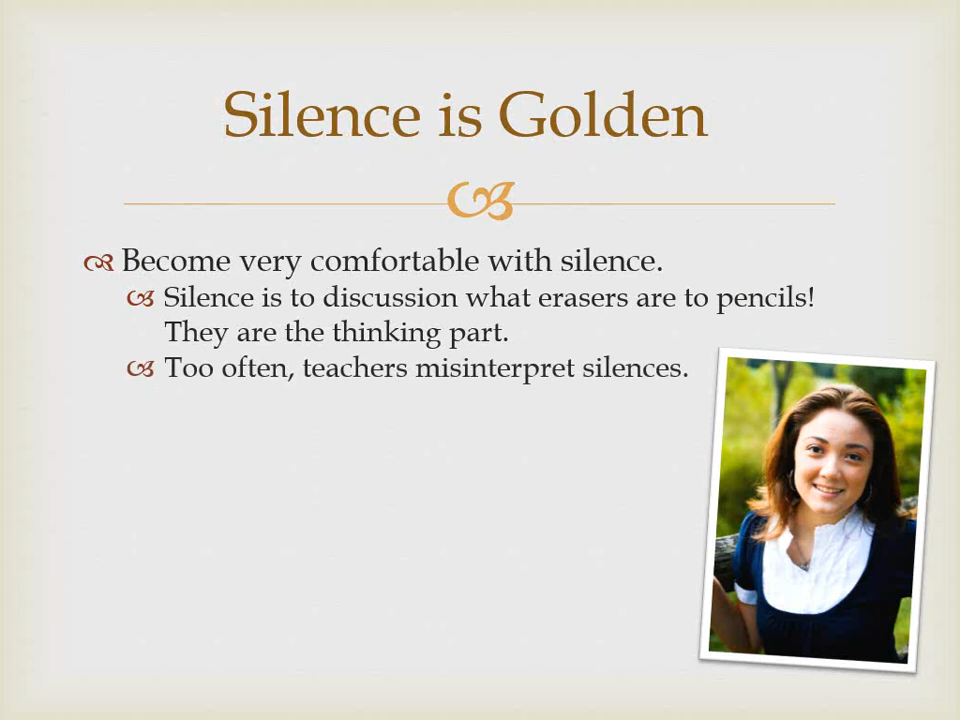 Silence is Golden
Become very comfortable with silence.
Silence is to discussion what erasers are to pencils!
They are the thinking part.
Too often, teachers misinterpret silences.